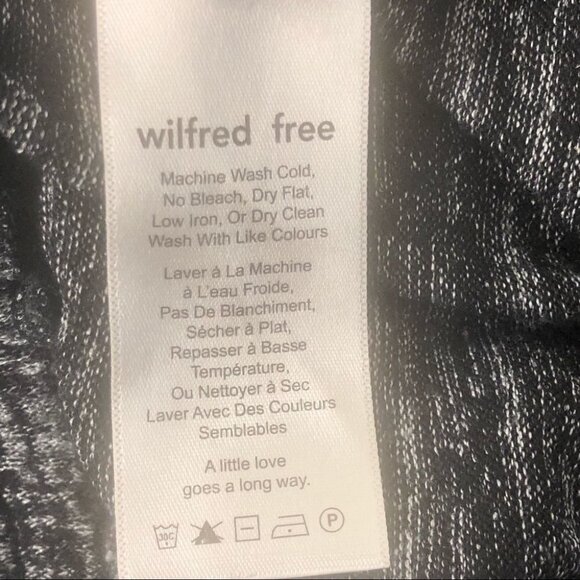 wilfred free
Machine Wash Cold,
No Bleach, Dry Flat,
Low Iron, Or Dry Clean
Wash With Like Colours
Laver à La Machine
à L'eau Froide,
Pas De Blanchiment,
Sécher à Plat,
Repasser à Basse
Température,
Ou Nettoyer à Sec
Laver Avec Des Couleurs
Semblables
A little love
goes a long way.
30C P